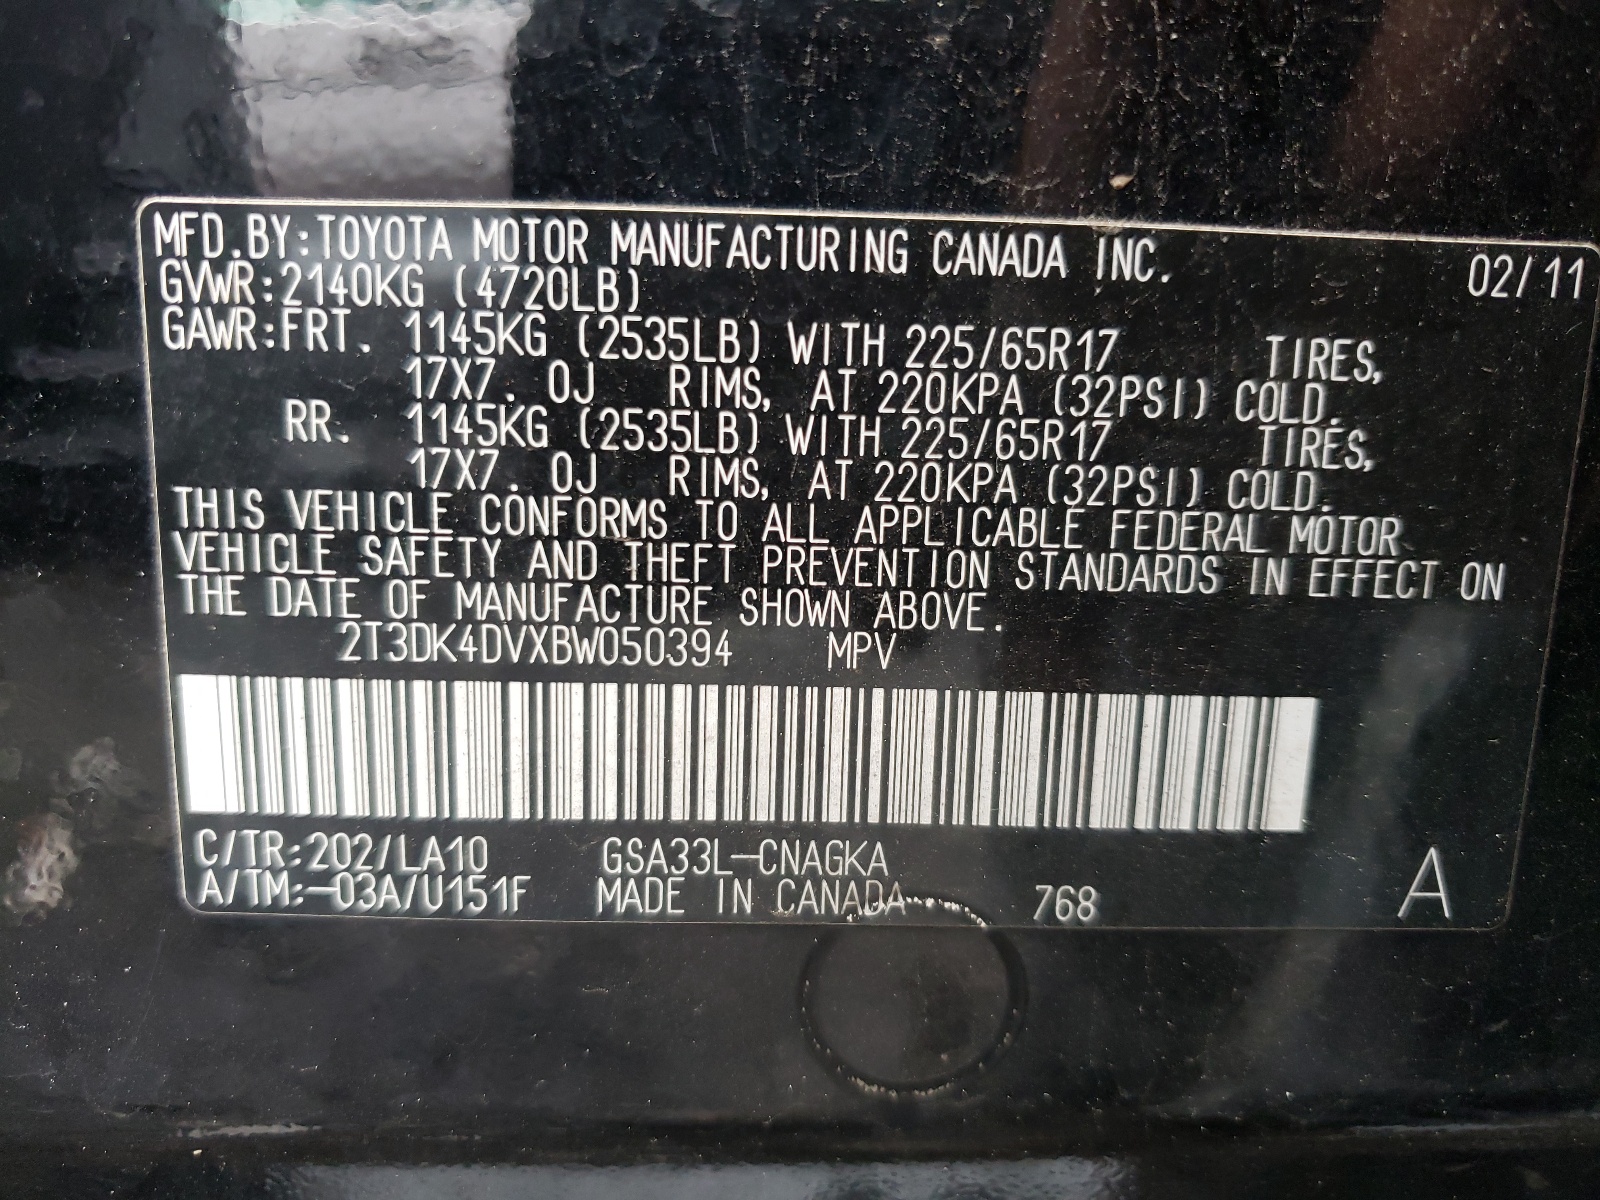 MFD.BY:TOYOTA MOTOR MANUFACTURING CANADA INC. 02/11
GVWR:2140KG (4720LB)
GAWR:FRT. 1145KG (2535LB) WITH 225/65R17 TIRES,
17X7. 0J RIMS, AT 220KPA (32PSI) COLD.
RR. 1145KG (2535LB) WITH 225/65R17 TIRES,
17X7. 0J RIMS, AT 220KPA (32PSI) COLD.
THIS VEHICLE CONFORMS TO ALL APPLICABLE FEDERAL MOTOR
VEHICLE SAFETY AND THEFT PREVENTION STANDARDS IN EFFECT ON
THE DATE OF MANUFACTURE SHOWN ABOVE.
2T3DK4DVXBW050394 MPV
C/TR:202/LA10 GSA33L-CNAGKA
A/TM:-03A/U151F MADE IN CANADA 768 A